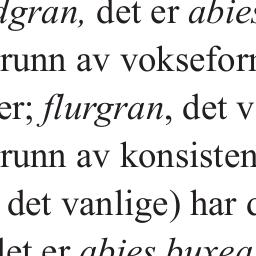 dgran, det er abies
runn av voksefor
er; flurgran, det v
runn av konsisten
det vanlige) har
det er abies buxea